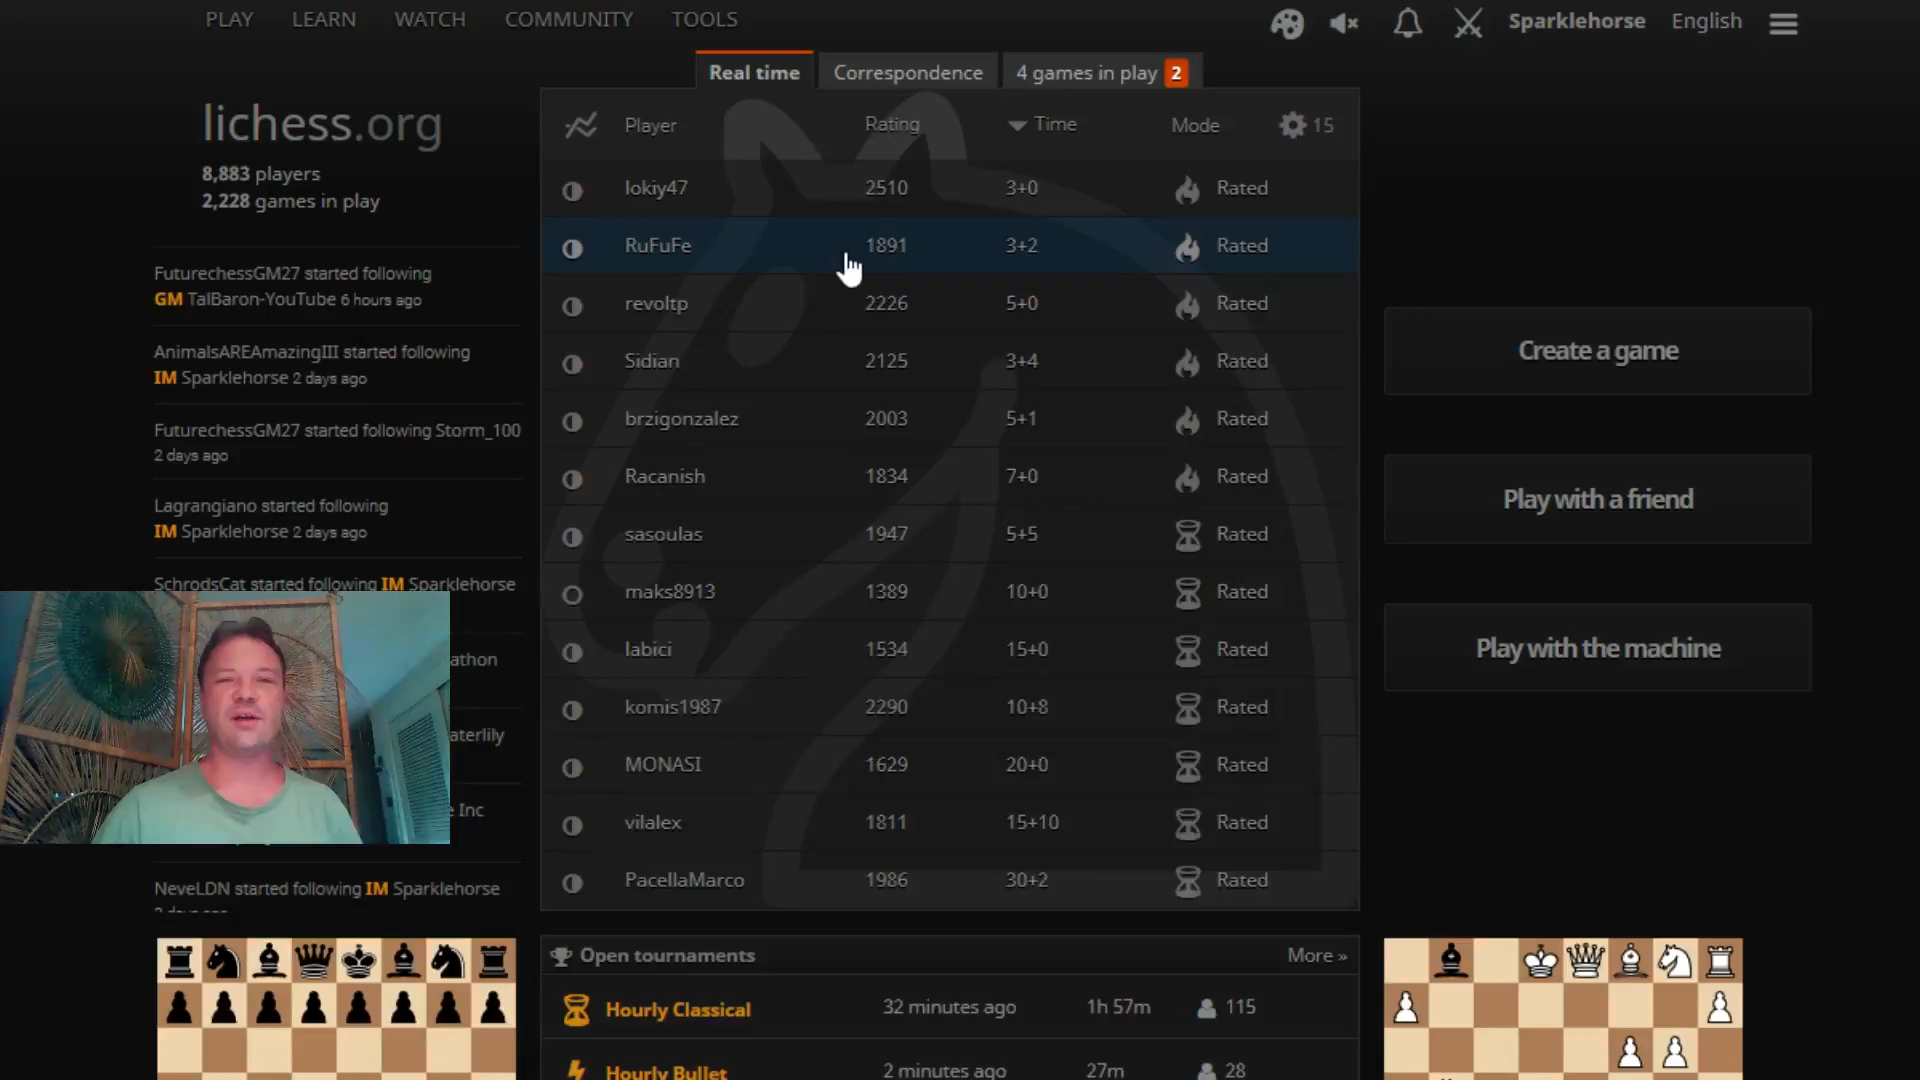 PLAY LEARN WATCH COMMUNITY TOOLS Sparklehorse English
Real time Correspondence 4 games in play 2
lichess.org
8,883 players
2,228 games in play
FuturechessGM27 started following
GM TalBaron-YouTube 6 hours ago
AnimalsAREAmazingIII started following
IM Sparklehorse 2 days ago
FuturechessGM27 started following Storm_100
2 days ago
Lagrangiano started following
IM Sparklehorse 2 days ago
SchrodsCat started following IM Sparklehorse
athon
aterlily
e Inc
NeveLDN started following IM Sparklehorse
Player Rating Time Mode 15
lokiy47 2510 3+0 Rated
RuFuFe 1891 3+2 Rated
revoltp 2226 5+0 Rated
Sidian 2125 3+4 Rated
brzigonzalez 2003 5+1 Rated
Racanish 1834 7+0 Rated
sasoulas 1947 5+5 Rated
maks8913 1389 10+0 Rated
labici 1534 15+0 Rated
komis1987 2290 10+8 Rated
MONASI 1629 20+0 Rated
vilalex 1811 15+10 Rated
PacellaMarco 1986 30+2 Rated
Create a game
Play with a friend
Play with the machine
Open tournaments More »
Hourly Classical 32 minutes ago 1h 57m 115
Hourly Bullet 2 minutes ago 27m 28